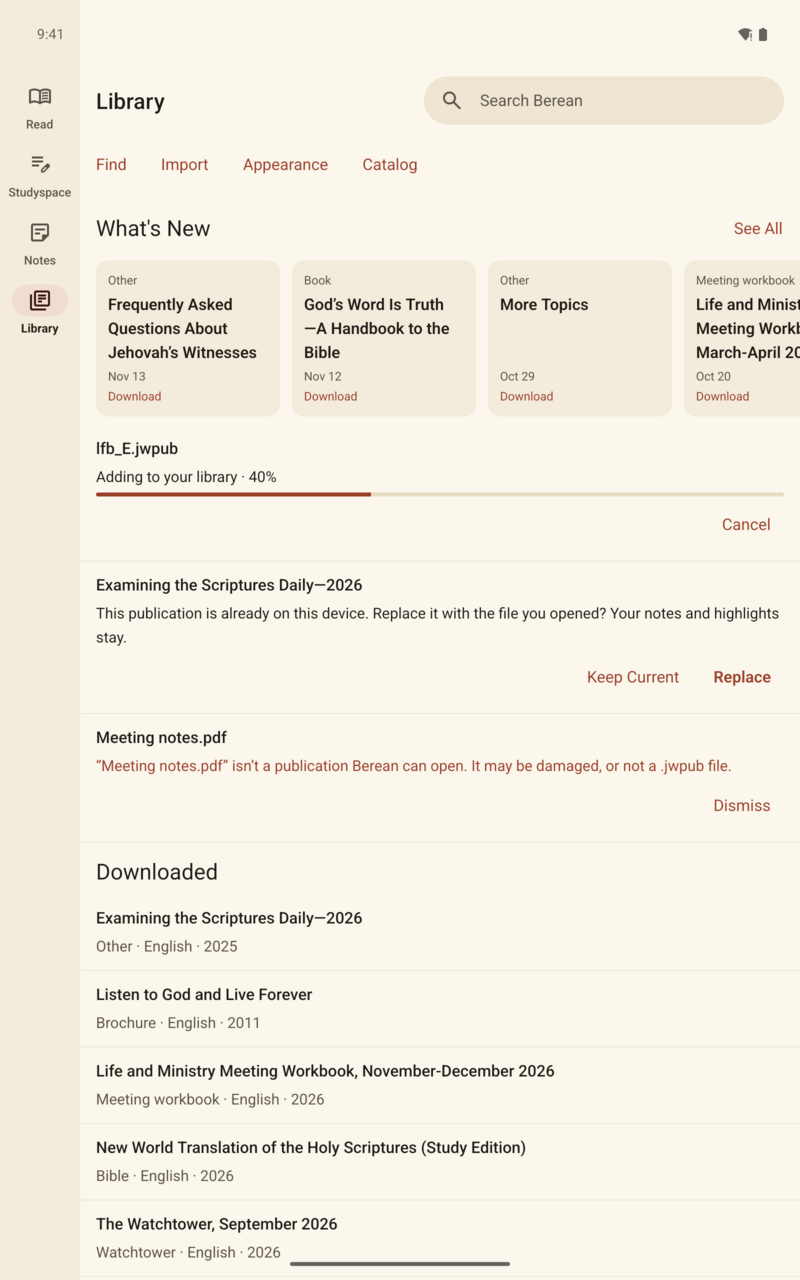 9:41
Read
Studyspace
Notes
Library
Library
Search Berean
Find Import Appearance Catalog
What's New
See All
Other
Frequently Asked
Questions About
Jehovah’s Witnesses
Nov 13
Download
Book
God’s Word Is Truth
—A Handbook to the
Bible
Nov 12
Download
Other
More Topics
Oct 29
Download
Meeting workbook
Life and
Meeting
March-April
Oct 20
Download
lfb_E.jwpub
Adding to your library · 40%
Cancel
Examining the Scriptures Daily—2026
This publication is already on this device. Replace it with the file you opened? Your notes and highlights
stay.
Keep Current Replace
Meeting notes.pdf
“Meeting notes.pdf” isn’t a publication Berean can open. It may be damaged, or not a .jwpub file.
Dismiss
Downloaded
Examining the Scriptures Daily—2026
Other · English · 2025
Listen to God and Live Forever
Brochure · English · 2011
Life and Ministry Meeting Workbook, November-December 2026
Meeting workbook · English · 2026
New World Translation of the Holy Scriptures (Study Edition)
Bible · English · 2026
The Watchtower, September 2026
Watchtower · English · 2026